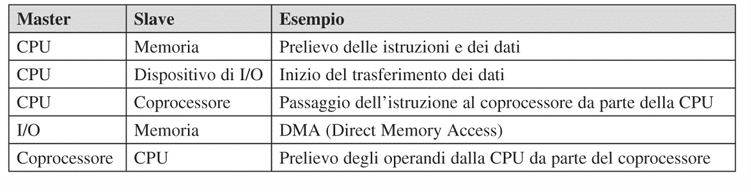 Master Slave Esempio
CPU Memoria Prelievo delle istruzioni e dei dati
CPU Dispositivo di I/O Inizio del trasferimento dei dati
CPU Coprocessore Passaggio dell'istruzione al coprocessore da parte della CPU
I/O Memoria DMA (Direct Memory Access)
Coprocessore CPU Prelievo degli operandi dalla CPU da parte del coprocessore